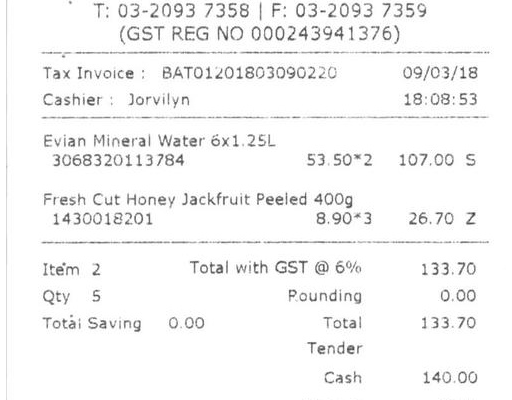 T: 03-2093 7358 | F: 03-2093 7359
(GST REG NO 000243941376)
Tax Invoice : BAT01201803090220 09/03/18
Cashier : Jorvilyn 18:08:53
Evian Mineral Water 6x1.25L
3068320113784 53.50*2 107.00 S
Fresh Cut Honey Jackfruit Peeled 400g
1430018201 8.90*3 26.70 Z
Item 2 Total with GST @ 6% 133.70
Qty 5 Rounding 0.00
Total Saving 0.00 Total 133.70
Tender
Cash 140.00